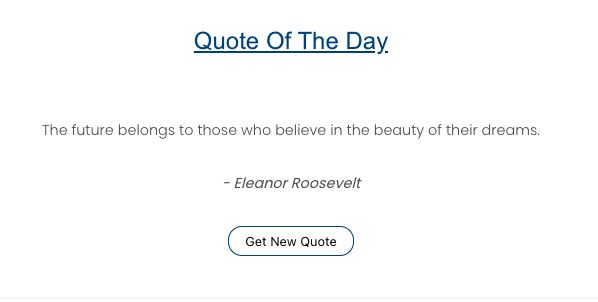 Quote Of The Day
The future belongs to those who believe in the beauty of their dreams.
- Eleanor Roosevelt
Get New Quote